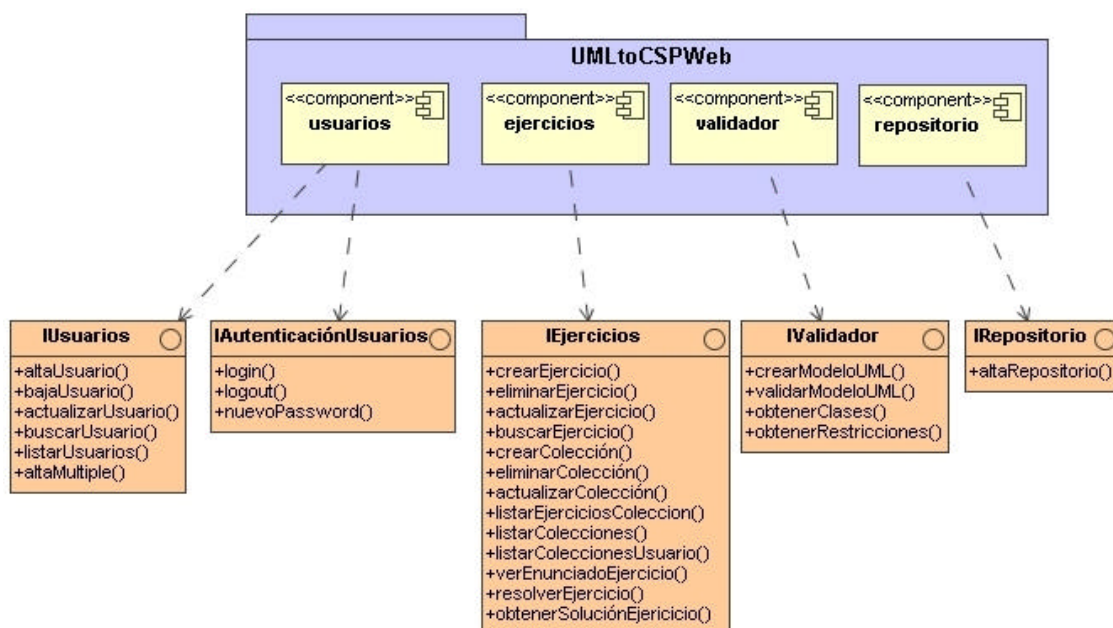 UMLtoCSPWeb
<<component>>
usuarios
<<component>>
ejercicios
<<component>>
validador
<<component>>
repositorio
IUsuarios
+altaUsuario()
+bajaUsuario()
+actualizarUsuario()
+buscarUsuario()
+listarUsuarios()
+altaMultiple()
IAutenticaciónUsuarios
+login()
+logout()
+nuevoPassword()
IEjercicios
+crearEjercicio()
+eliminarEjercicio()
+actualizarEjercicio()
+buscarEjercicio()
+crearColección()
+eliminarColección()
+actualizarColección()
+listarEjerciciosColeccion()
+listarColecciones()
+listarColeccionesUsuario()
+verEnunciadoEjercicio()
+resolverEjercicio()
+obtenerSoluciónEjericicio()
IValidador
+crearModeloUML()
+validarModeloUML()
+obtenerClases()
+obtenerRestricciones()
IRepositorio
+altaRepositorio()